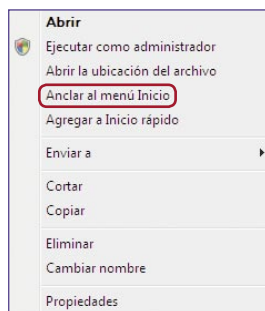 Abrir
Ejecutar como administrador
Abrir la ubicación del archivo
Anclar al menú Inicio
Agregar a Inicio rápido
Enviar a
Cortar
Copiar
Eliminar
Cambiar nombre
Propiedades